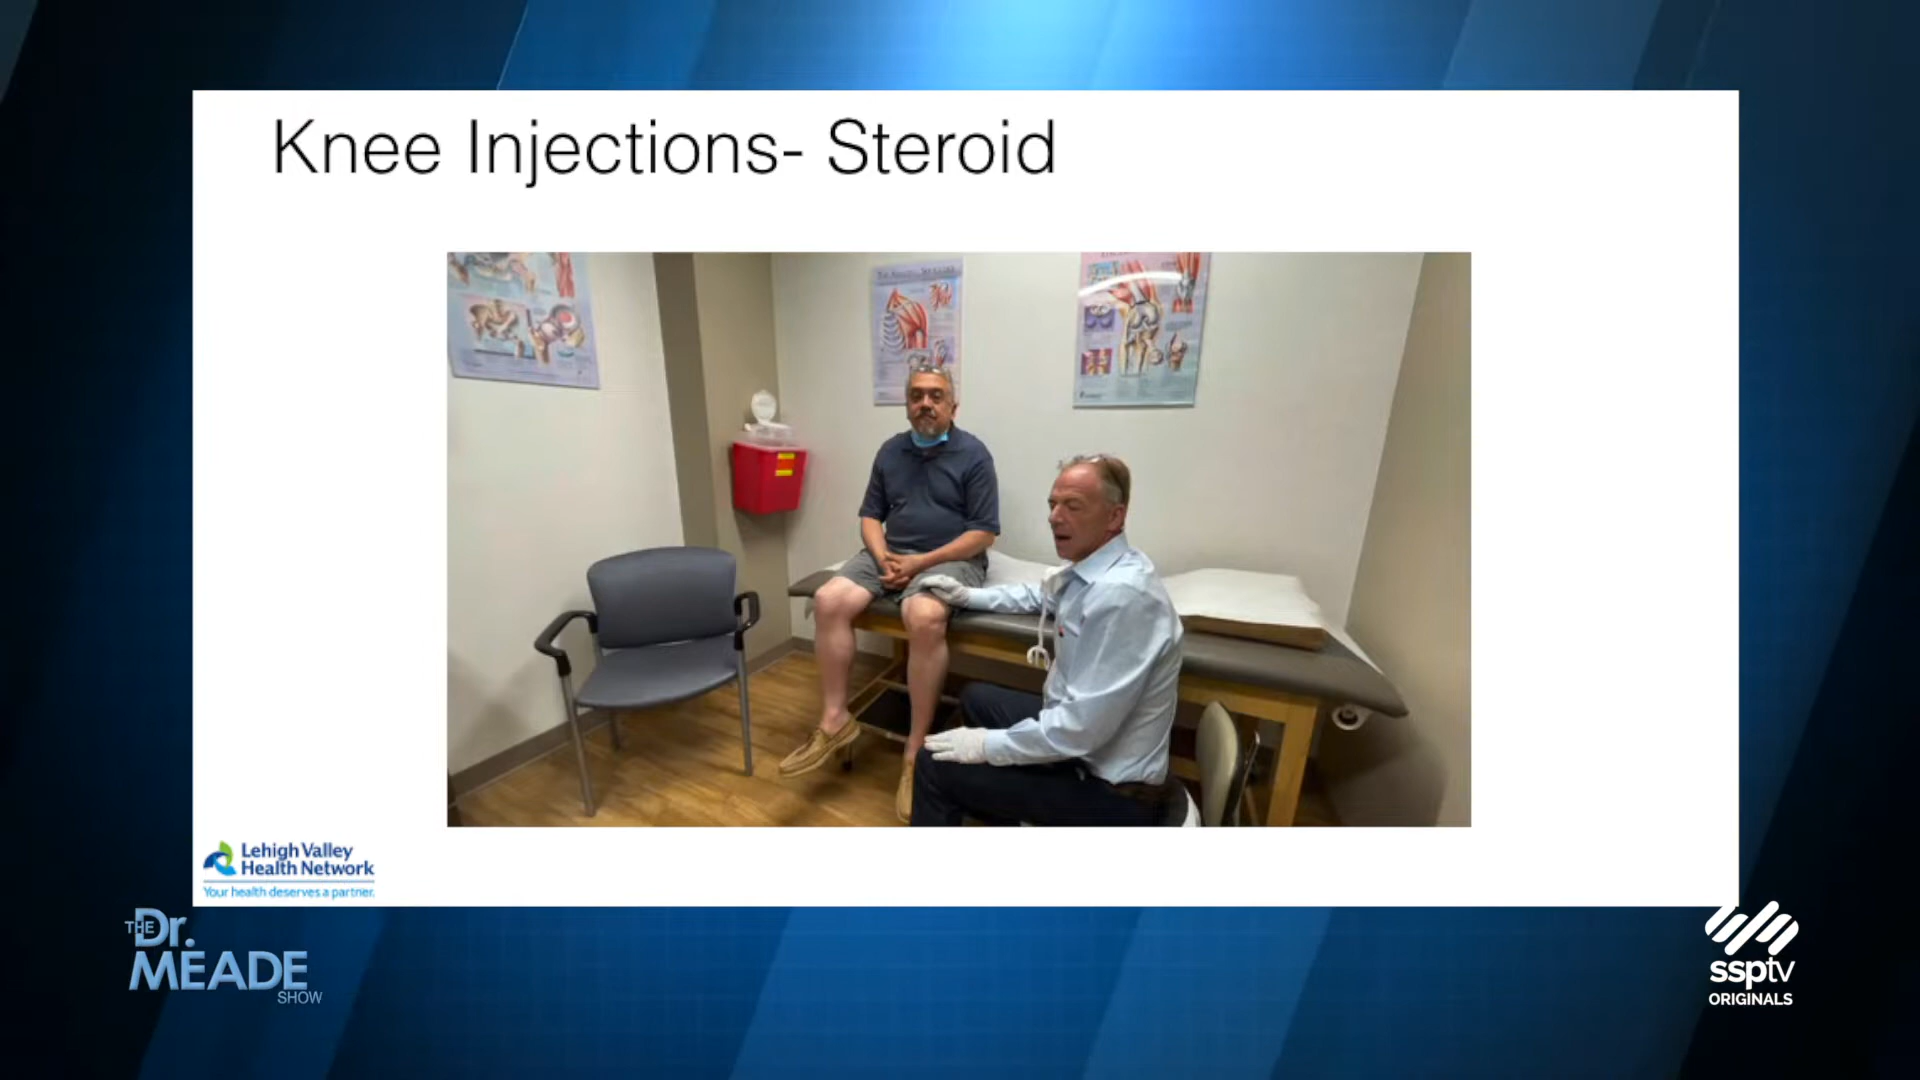 Knee Injections- Steroid
Lehigh Valley
Health Network
Your health deserves a partner.
THE
Dr.
MEADE
SHOW
ssptv
ORIGINALS